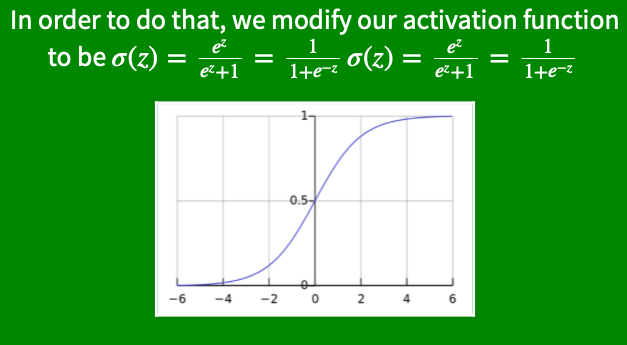 In order to do that, we modify our activation function
to be σ(z) = e^z/(e^z+1) = 1/(1+e^−z) σ(z) = e^z/(e^z+1) = 1/(1+e^−z)
1
0.5
0
−6 −4 −2 0 2 4 6